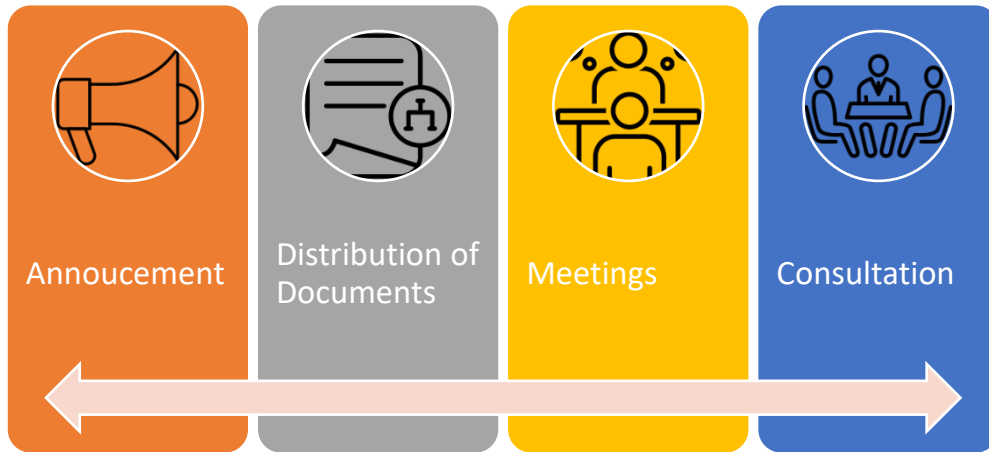 Annoucement
Distribution of
Documents
Meetings
Consultation